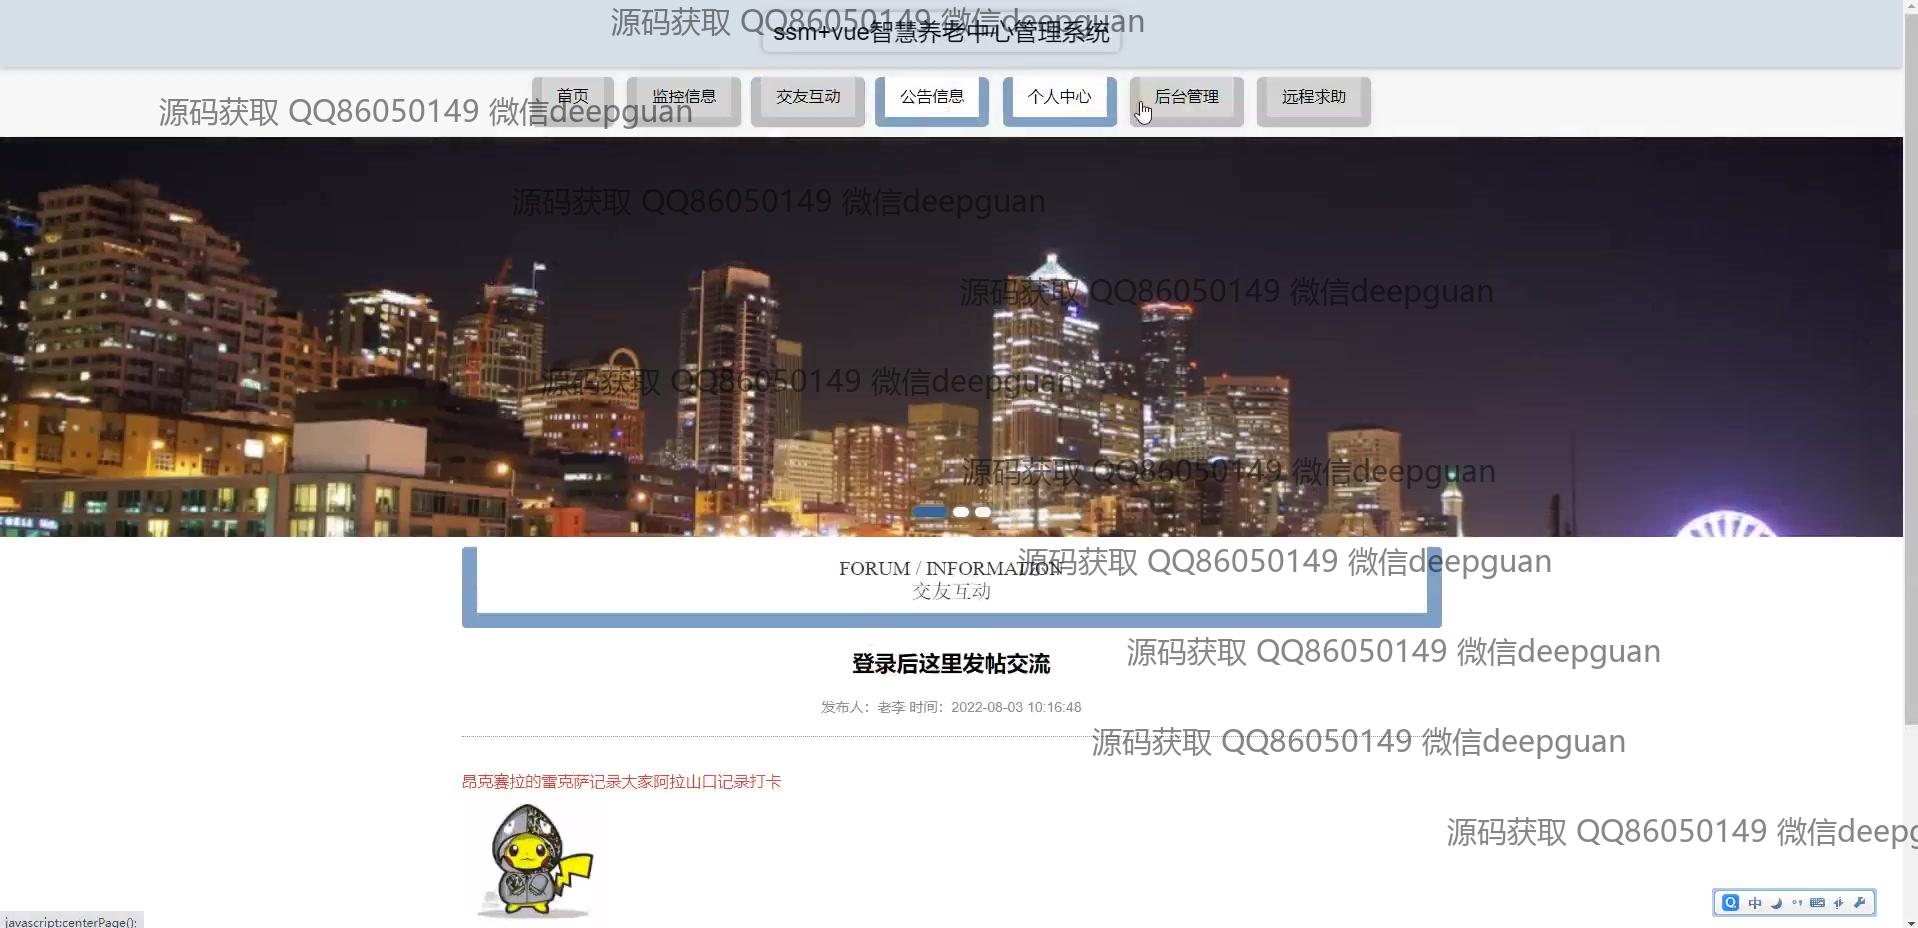 源码获取 QQ86050149 微信deepguan
ssm+vue智慧养老中心管理系统
首页
监控信息
交友互动
公告信息
个人中心
后台管理
远程求助
源码获取 QQ86050149 微信deepguan
源码获取 QQ86050149 微信deepguan
源码获取 QQ86050149 微信deepguan
源码获取 QQ86050149 微信deepguan
源码获取 QQ86050149 微信deepguan
FORUM / INFORMATION
源码获取 QQ86050149 微信deepguan
交友互动
登录后这里发帖交流
源码获取 QQ86050149 微信deepguan
发布人：老李 时间：2022-08-03 10:16:48
源码获取 QQ86050149 微信deepguan
昂克赛拉的雷克萨记录大家阿拉山口记录打卡
源码获取 QQ86050149 微信deepg
中
javascript:centerPage();